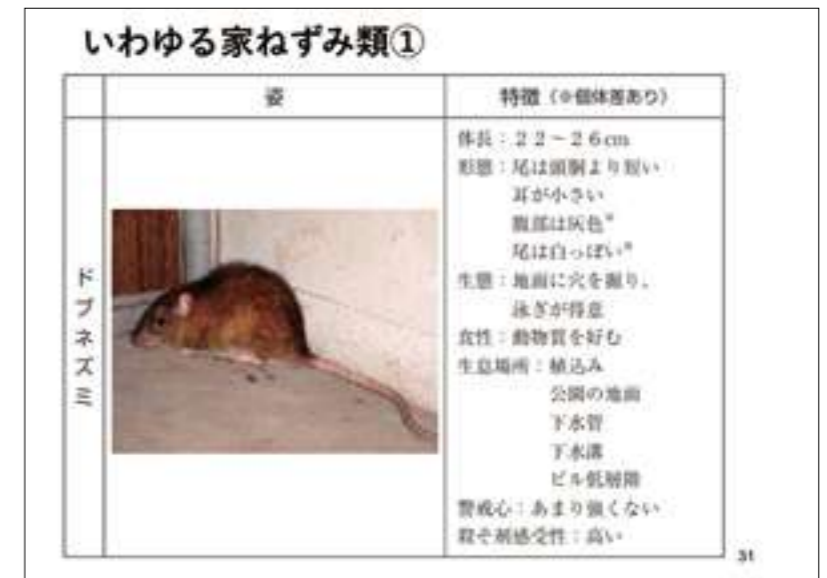 いわゆる家ねずみ類①
姿
特徴（※個体差あり）
ドブネズミ
体長：２２～２６cm
形態：尾は頭胴より短い
耳が小さい
腹部は灰色※
尾は白っぽい※
生態：地面に穴を掘り、
泳ぎが得意
食性：動物質を好む
生息場所：植込み
公園の地面
下水管
下水溝
ビル低層階
警戒心：あまり強くない
殺そ剤感受性：高い
31